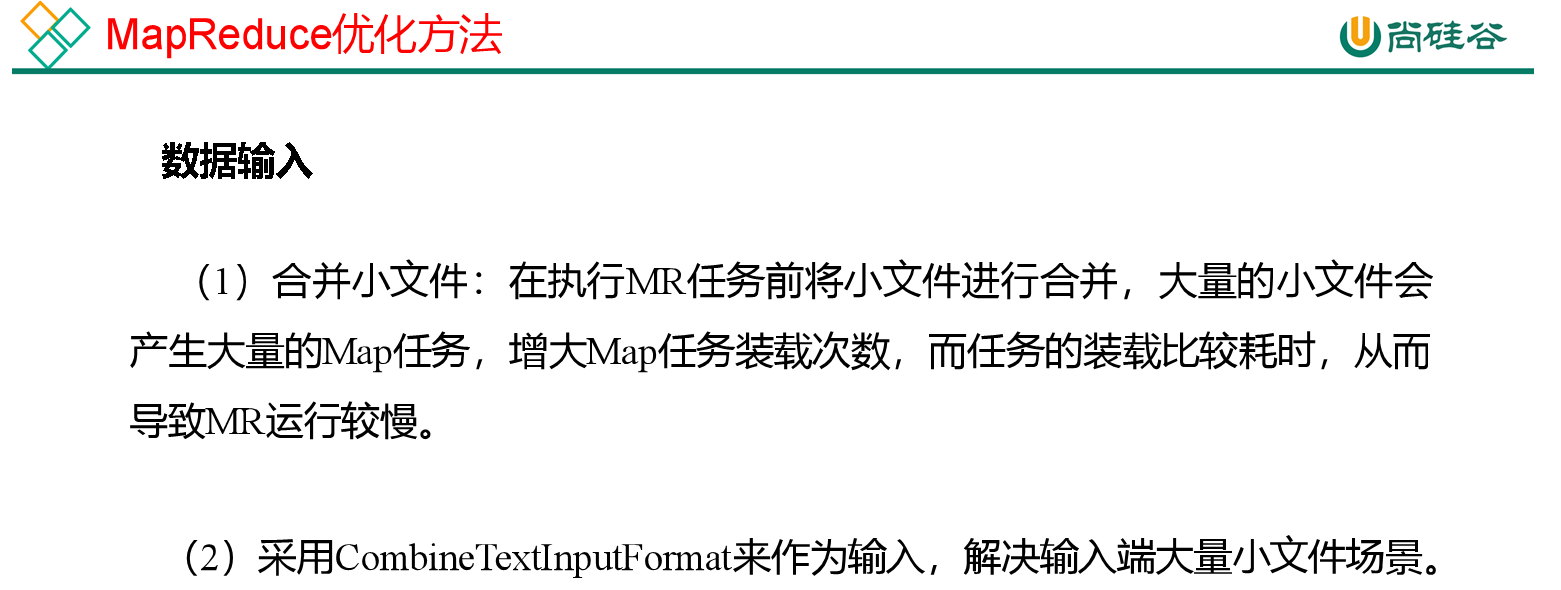 MapReduce优化方法
尚硅谷
数据输入
（1）合并小文件：在执行MR任务前将小文件进行合并，大量的小文件会
产生大量的Map任务，增大Map任务装载次数，而任务的装载比较耗时，从而
导致MR运行较慢。
（2）采用CombineTextInputFormat来作为输入，解决输入端大量小文件场景。